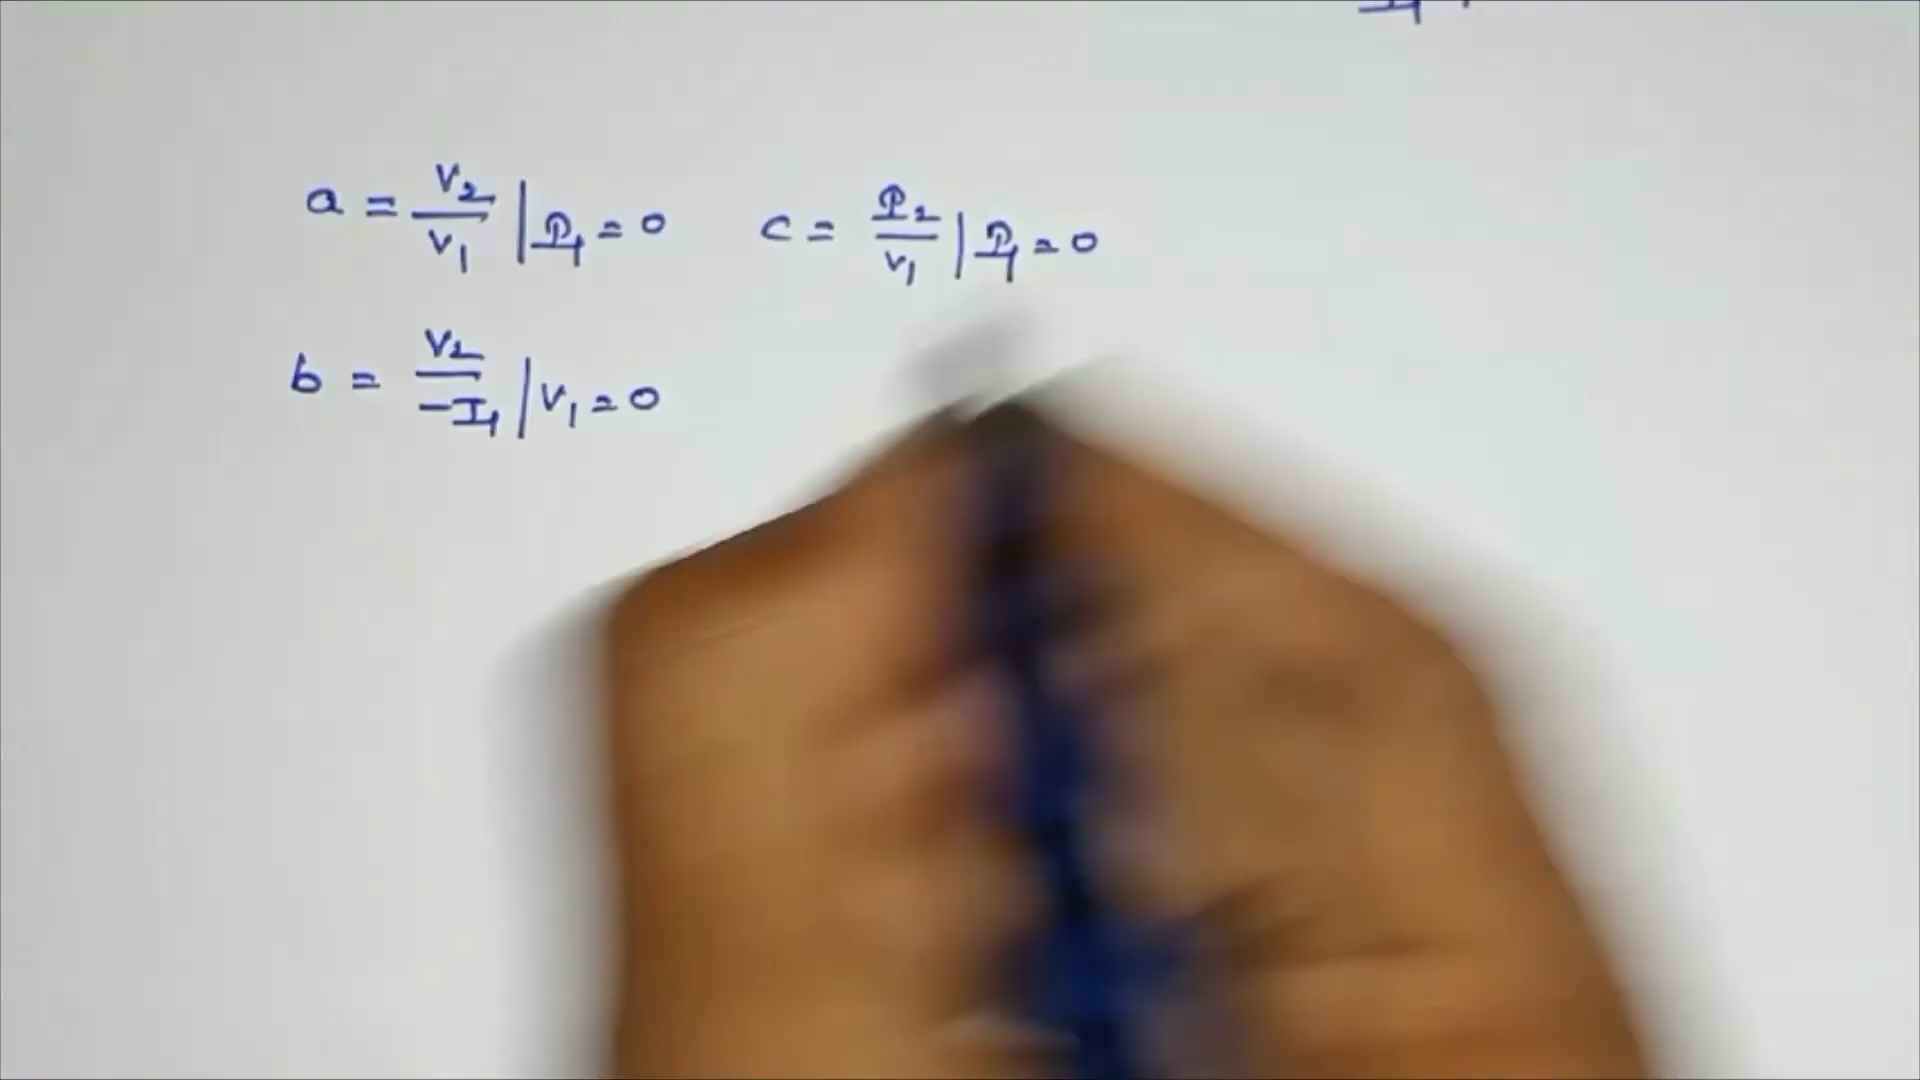 a = V₂/V₁ | I₁ = 0
c = I₂/V₁ | I₁ = 0
b = V₂/-I₁ | V₁ = 0